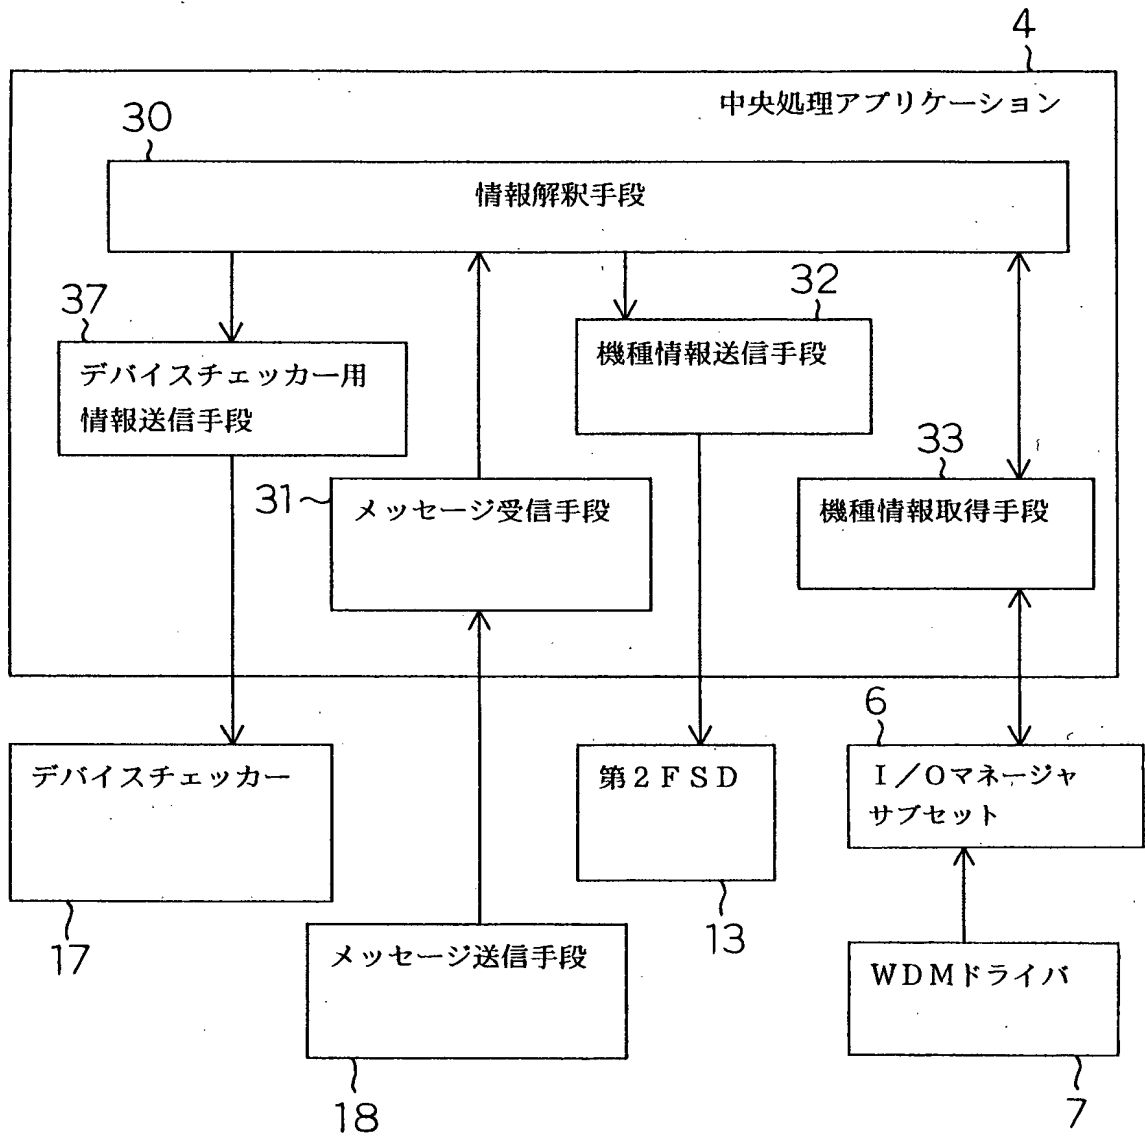 4
中央処理アプリケーション
30
情報解釈手段
37
デバイスチェッカー用
情報送信手段
32
機種情報送信手段
31
メッセージ受信手段
33
機種情報取得手段
デバイスチェッカー
17
メッセージ送信手段
18
第2FSD
13
6
I/Oマネージャ
サブセット
WDMドライバ
7